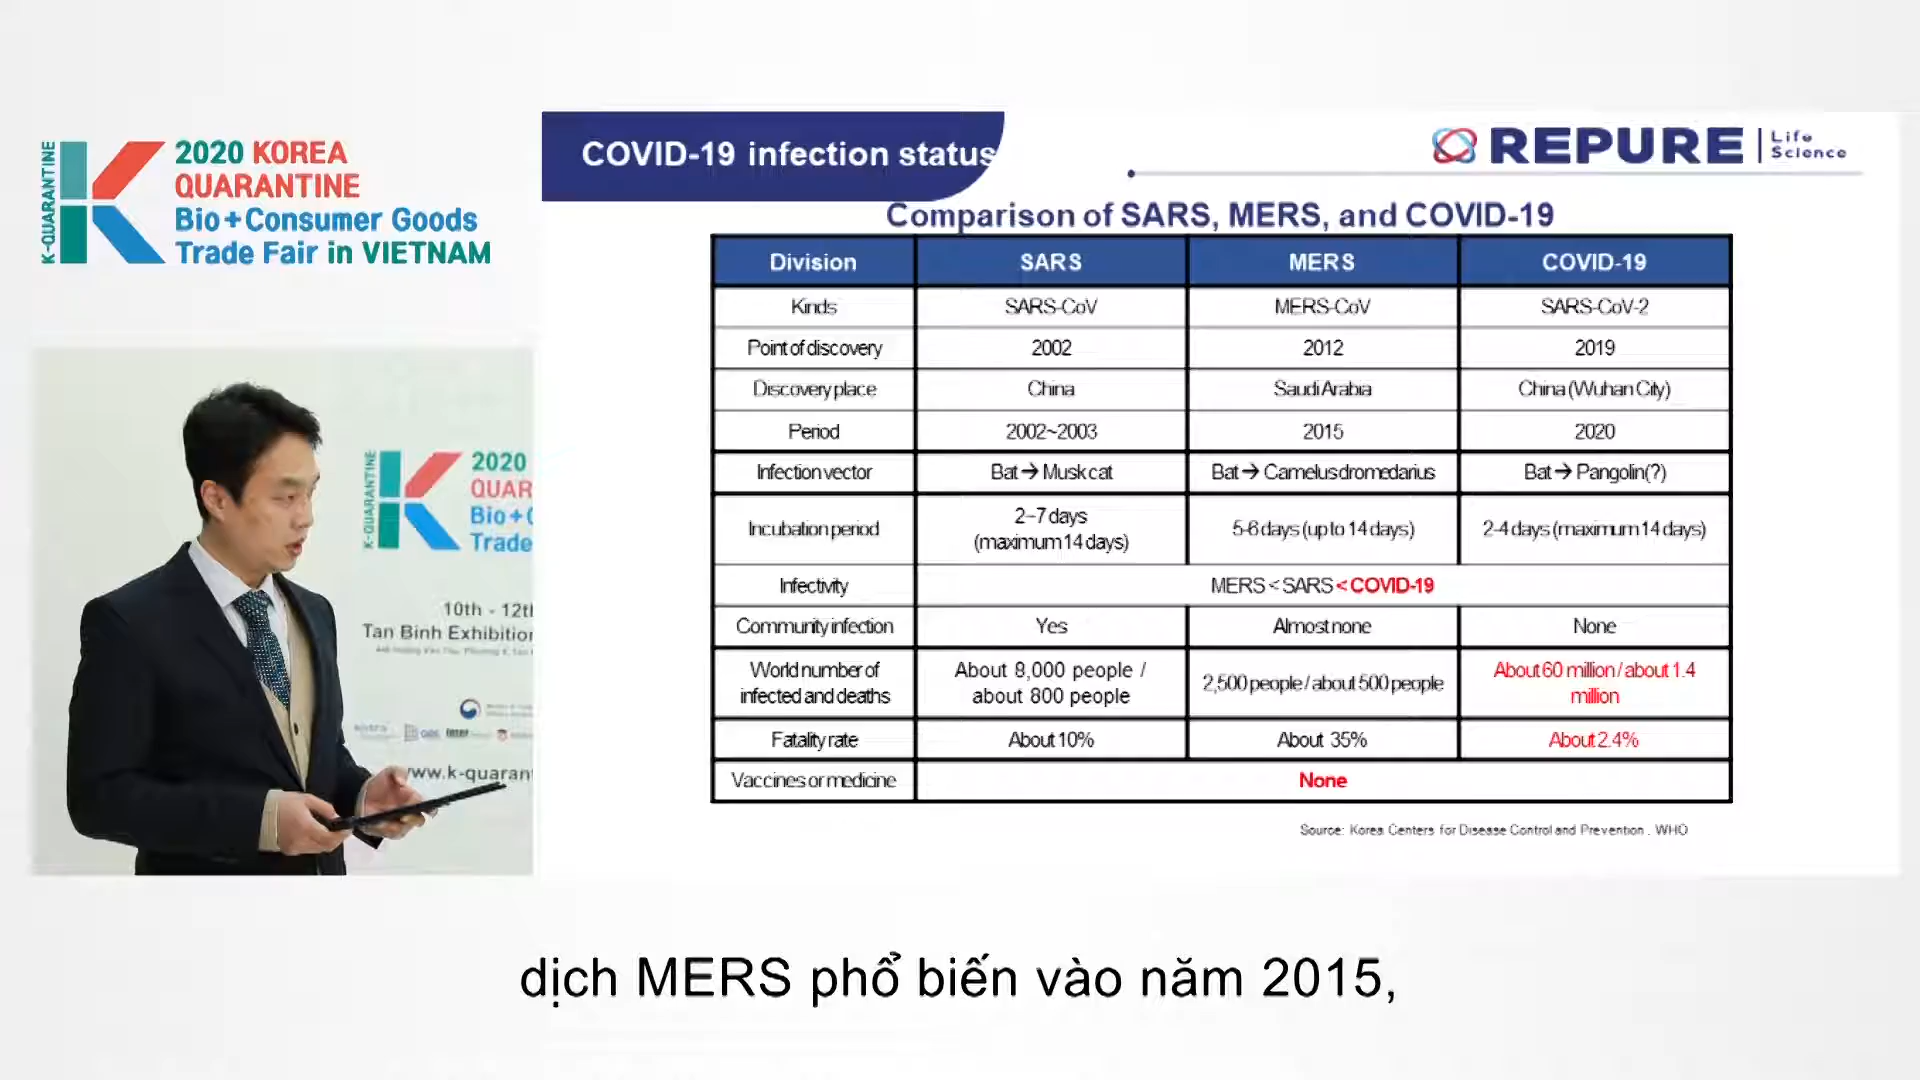 K-QUARANTINE
2020 KOREA
QUARANTINE
Bio+Consumer Goods
Trade Fair in VIETNAM
COVID-19 infection status
REPURE
Life
Science
Comparison of SARS, MERS, and COVID-19
Division SARS MERS COVID-19
Kinds SARS-CoV MERS-CoV SARS-CoV-2
Point of discovery 2002 2012 2019
Discovery place China Saudi Arabia China (Wuhan City)
Period 2002~2003 2015 2020
Infection vector Bat → Musk cat Bat → Camelus dromedarius Bat → Pangolin(?)
Incubation period 2~7 days 5-6 days (up to 14 days) 2-4 days (maximum 14 days)
(maximum 14 days)
Infectivity MERS < SARS < COVID-19
Community infection Yes Almost none None
World number of About 8,000 people / 2,500 people / about 500 people About 60 million / about 1.4
infected and deaths about 800 people million
Fatality rate About 10% About 35% About 2.4%
Vaccines or medicine None
Source: Korea Centers for Disease Control and Prevention . WHO
K-QUARANTINE
2020
QUAR
Bio+
Trade
10th - 12th
Tan Binh Exhibition
www.k-quaran
dịch MERS phổ biến vào năm 2015,